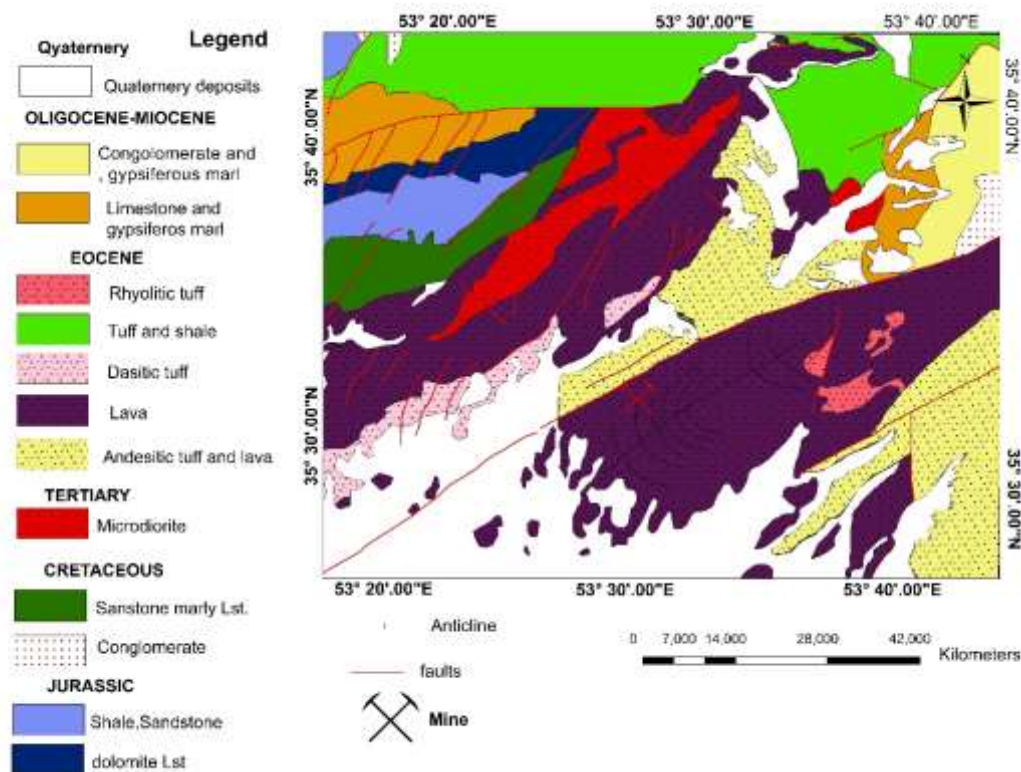 Legend
Qyaternery
Quaternery deposits
OLIGOCENE-MIOCENE
Congolomerate and
, gypsiferous marl
Limestone and
gypsiferos marl
EOCENE
Rhyolitic tuff
Tuff and shale
Dasitic tuff
Lava
Andesitic tuff and lava
TERTIARY
Microdiorite
CRETACEOUS
Sanstone marly Lst.
Conglomerate
JURASSIC
Shale,Sandstone
dolomite Lst
53° 20'.00"E
53° 30'.00"E
53° 40'.00"E
35° 40'.00"N
35° 40'.00"N
35° 30'.00"N
35° 30'.00"N
53° 20'.00"E
53° 30'.00"E
53° 40'.00"E
Anticline
faults
Mine
0 7,000 14,000 28,000 42,000
Kilometers